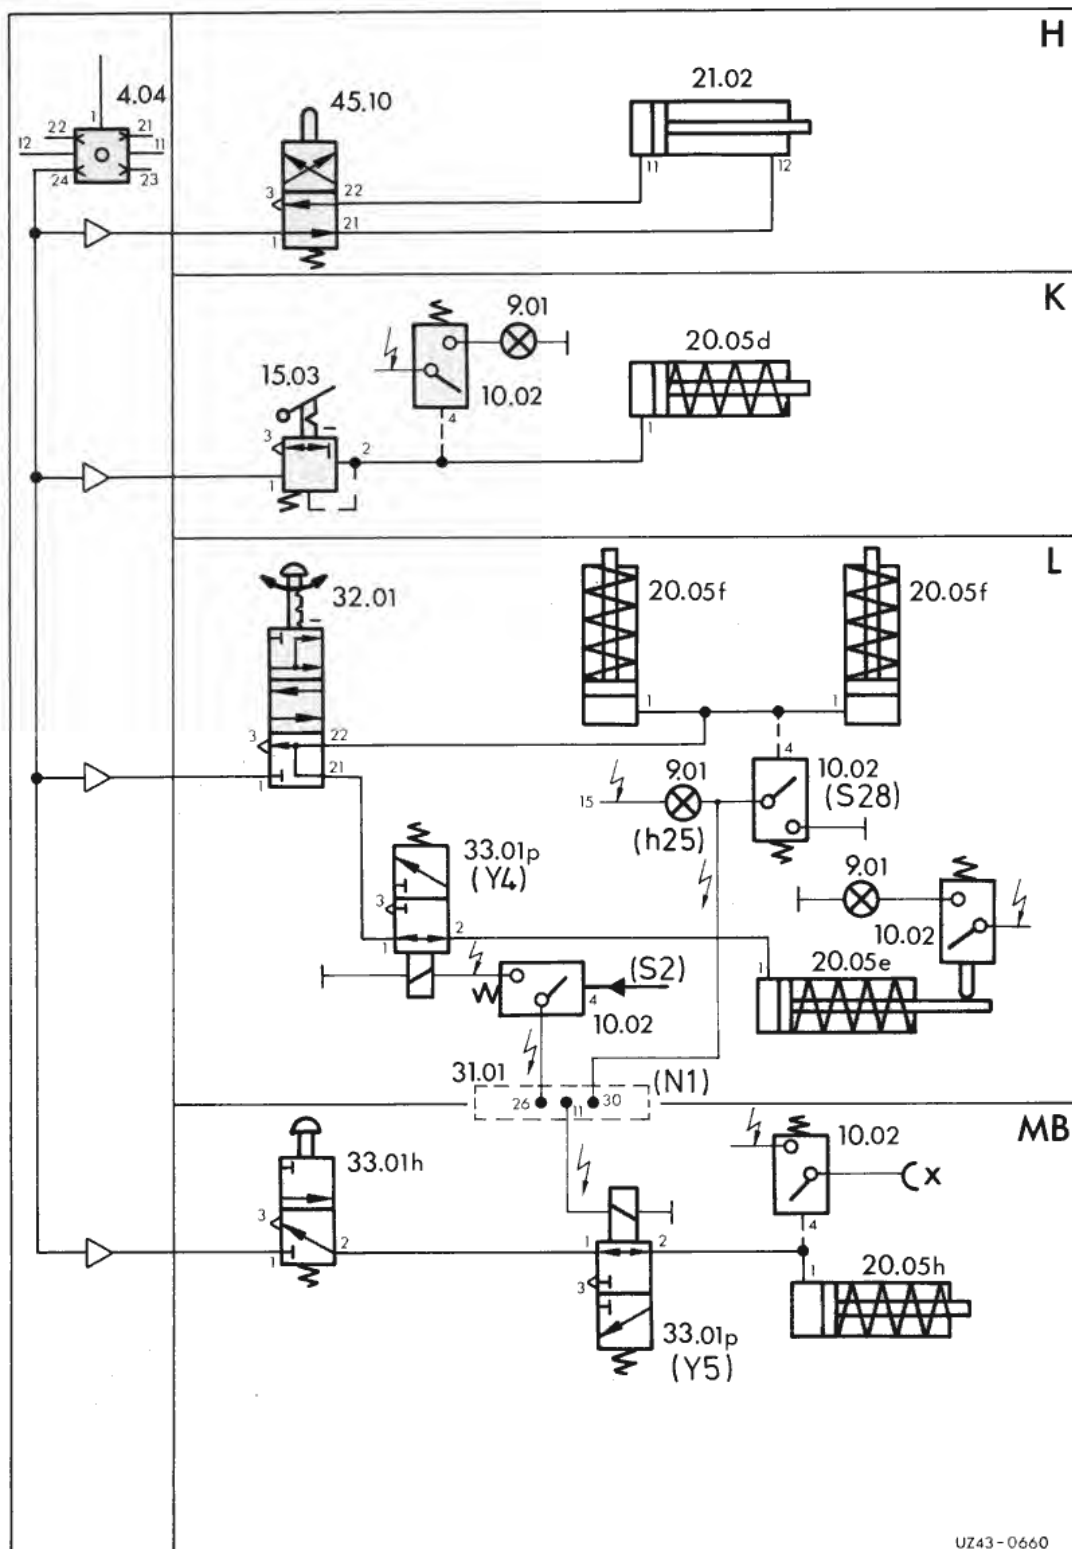 H
4.04
1
22
21
12
11
24
23
45.10
3
22
1
21
21.02
11
12
K
9.01
10.02
4
15.03
3
2
1
20.05d
1
L
32.01
3
22
1
21
20.05f
20.05f
1
1
4
9.01
15
(h25)
10.02
(S28)
33.01p
(Y4)
3
1
2
9.01
10.02
20.05e
1
(S2)
4
10.02
31.01
(N1)
26
11
30
MB
33.01h
3
1
2
10.02
x
4
1
2
3
33.01p
(Y5)
1
20.05h
UZ43-0660